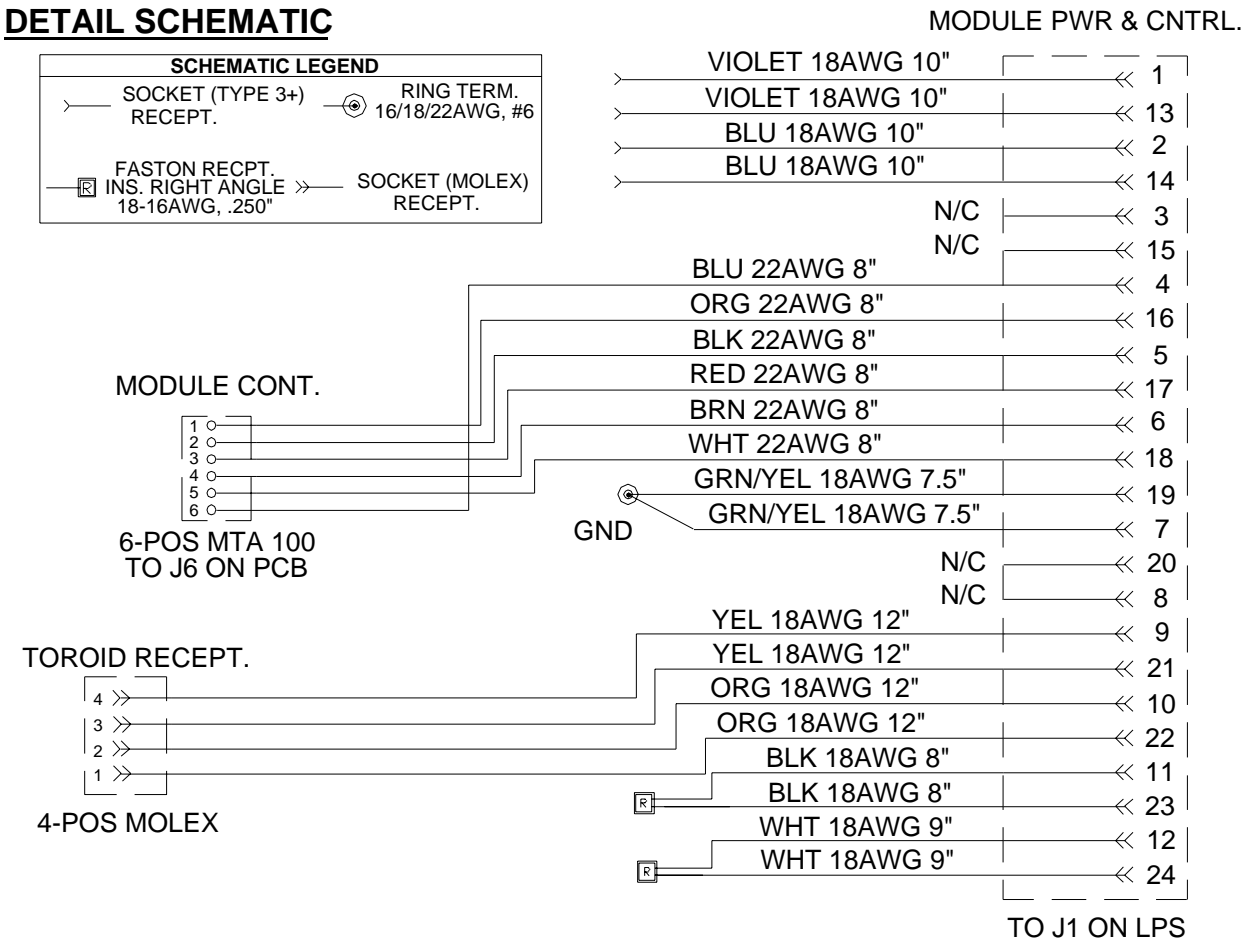 DETAIL SCHEMATIC
MODULE PWR & CNTRL.
SCHEMATIC LEGEND
SOCKET (TYPE 3+)
RECEPT.
RING TERM.
16/18/22AWG, #6
R
FASTON RECPT.
INS. RIGHT ANGLE
18-16AWG, .250"
SOCKET (MOLEX)
RECEPT.
VIOLET 18AWG 10" 1
VIOLET 18AWG 10" 13
BLU 18AWG 10" 2
BLU 18AWG 10" 14
N/C 3
N/C 15
BLU 22AWG 8" 4
ORG 22AWG 8" 16
BLK 22AWG 8" 5
RED 22AWG 8" 17
BRN 22AWG 8" 6
WHT 22AWG 8" 18
GRN/YEL 18AWG 7.5" 19
GRN/YEL 18AWG 7.5" 7
GND
N/C 20
N/C 8
YEL 18AWG 12" 9
YEL 18AWG 12" 21
ORG 18AWG 12" 10
ORG 18AWG 12" 22
BLK 18AWG 8" 11
R
BLK 18AWG 8" 23
WHT 18AWG 9" 12
R
WHT 18AWG 9" 24
TO J1 ON LPS
MODULE CONT.
1
2
3
4
5
6
6-POS MTA 100
TO J6 ON PCB
TOROID RECEPT.
4
3
2
1
4-POS MOLEX